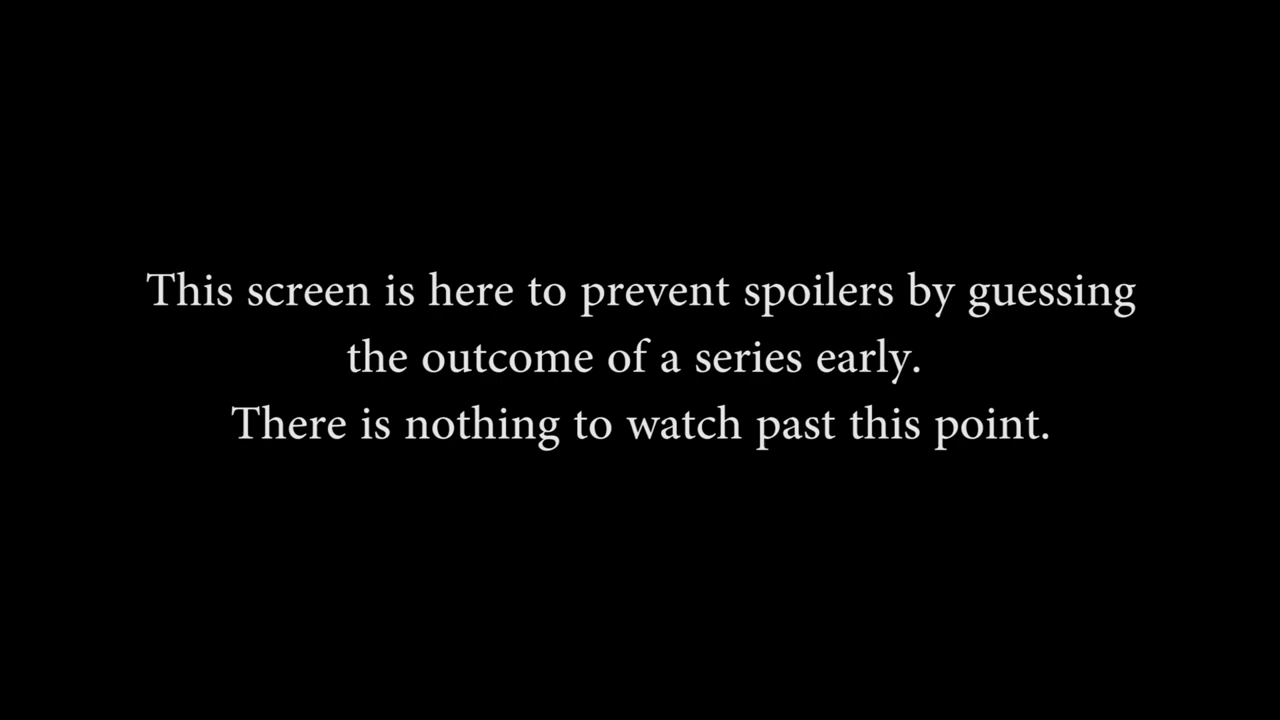 This screen is here to prevent spoilers by guessing
the outcome of a series early.
There is nothing to watch past this point.